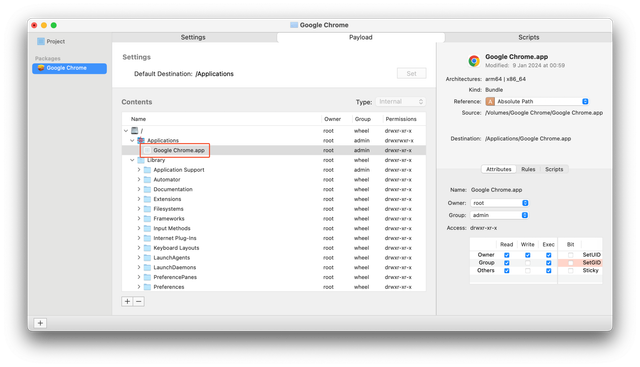 Google Chrome
Project
Packages
Google Chrome
Settings
Payload
Scripts
Settings
Default Destination: /Applications
Set
Contents
Type: Internal
Name Owner Group Permissions
/ root wheel drwxr-xr-x
Applications root admin drwxrwxr-x
Google Chrome.app root admin drwxr-xr-x
Library root wheel drwxr-xr-x
Application Support root wheel drwxr-xr-x
Automator root wheel drwxr-xr-x
Documentation root wheel drwxr-xr-x
Extensions root wheel drwxr-xr-x
Filesystems root wheel drwxr-xr-x
Frameworks root wheel drwxr-xr-x
Input Methods root wheel drwxr-xr-x
Internet Plug-Ins root wheel drwxr-xr-x
Keyboard Layouts root wheel drwxr-xr-x
LaunchAgents root wheel drwxr-xr-x
LaunchDaemons root wheel drwxr-xr-x
PreferencePanes root wheel drwxr-xr-x
Preferences root wheel drwxr-xr-x
Google Chrome.app
Modified: 9 Jan 2024 at 00:59
Architectures: arm64 | x86_64
Kind: Bundle
Reference: Absolute Path
Source: /Volumes/Google Chrome/Google Chrome.app
Destination: /Applications/Google Chrome.app
Attributes Rules Scripts
Name: Google Chrome.app
Owner: root
Group: admin
Access: drwxr-xr-x
Read Write Exec Bit
Owner SetUID
Group SetGID
Others Sticky